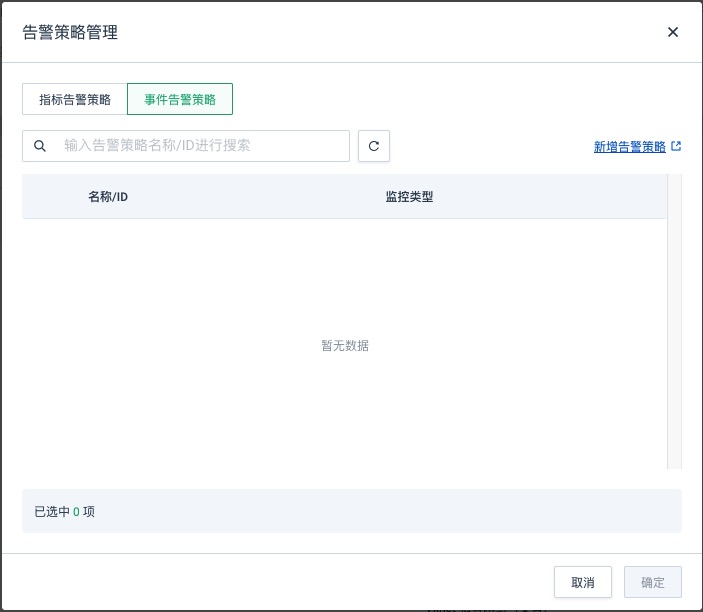 告警策略管理
指标告警策略
事件告警策略
输入告警策略名称/ID进行搜索
新增告警策略
名称/ID
监控类型
暂无数据
已选中 0 项
取消
确定